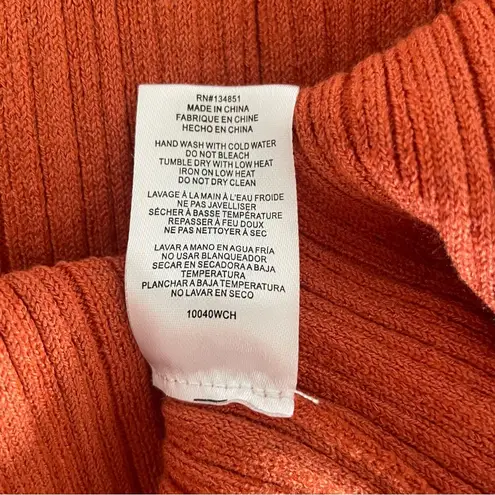 RN#134851
MADE IN CHINA
FABRIQUE EN CHINE
HECHO EN CHINA
HAND WASH WITH COLD WATER
DO NOT BLEACH
TUMBLE DRY WITH LOW HEAT
IRON ON LOW HEAT
DO NOT DRY CLEAN
LAVAGE À LA MAIN À L'EAU FROIDE
NE PAS JAVELLISER
SÉCHER À BASSE TEMPÉRATURE
REPASSER À FEU DOUX
NE PAS NETTOYER À SEC
LAVAR A MANO EN AGUA FRÍA
NO USAR BLANQUEADOR
SECAR EN SECADORA A BAJA
TEMPERATURA
PLANCHAR A BAJA TEMPERATURA
NO LAVAR EN SECO
10040WCH